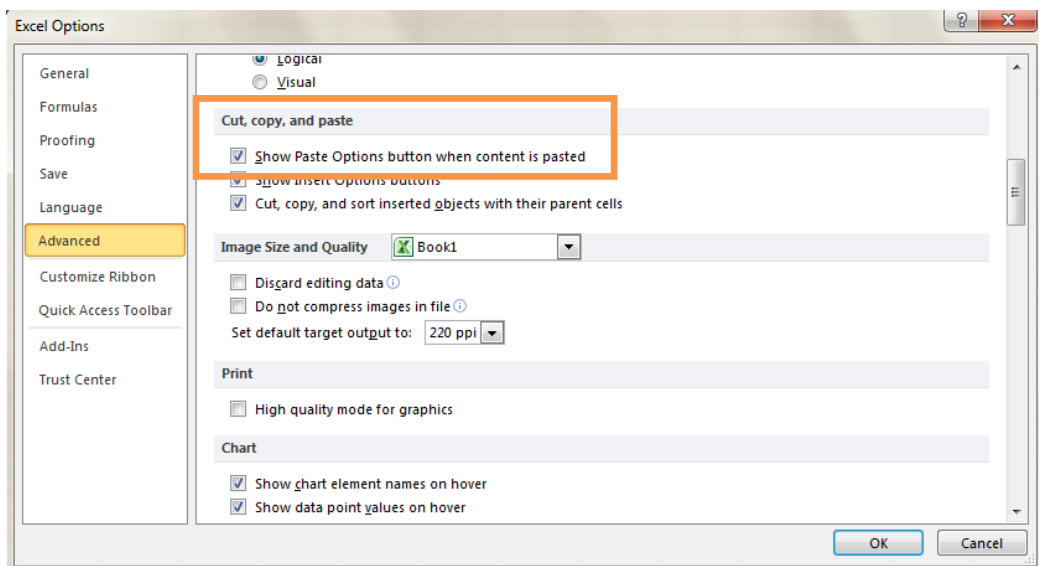 Excel Options
General
Formulas
Proofing
Save
Language
Advanced
Customize Ribbon
Quick Access Toolbar
Add-Ins
Trust Center
Logical
Visual
Cut, copy, and paste
Show Paste Options button when content is pasted
Show Insert Options buttons
Cut, copy, and sort inserted objects with their parent cells
Image Size and Quality Book1
Discard editing data
Do not compress images in file
Set default target output to: 220 ppi
Print
High quality mode for graphics
Chart
Show chart element names on hover
Show data point values on hover
OK Cancel